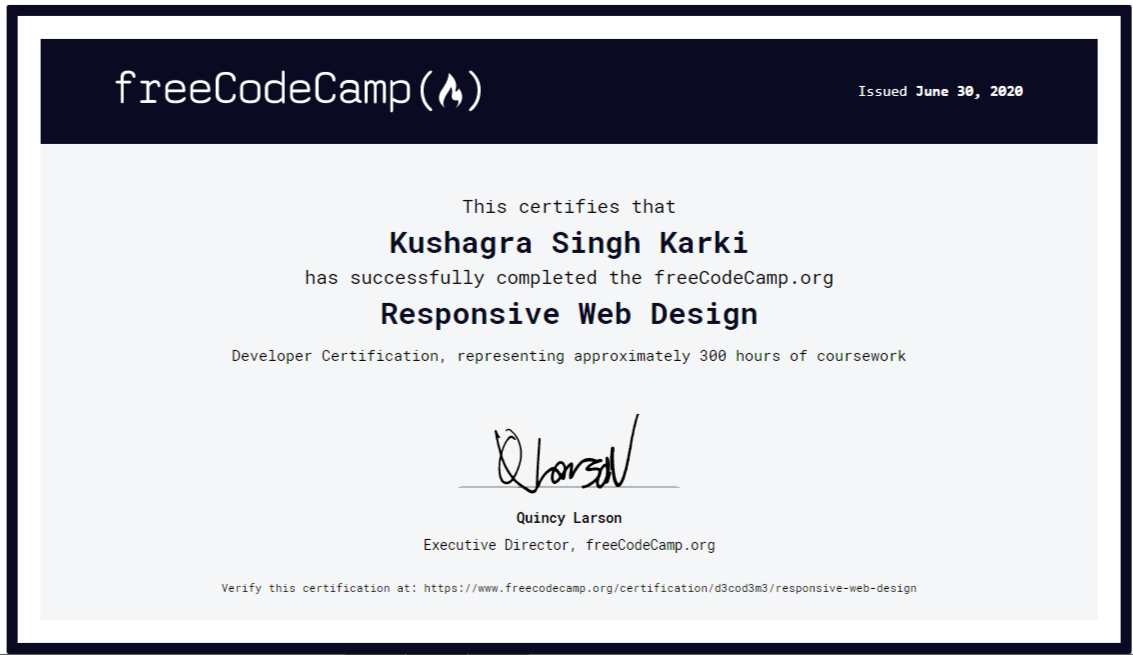 freeCodeCamp(🔥)
Issued June 30, 2020
This certifies that
Kushagra Singh Karki
has successfully completed the freeCodeCamp.org
Responsive Web Design
Developer Certification, representing approximately 300 hours of coursework
Q Larson
Quincy Larson
Executive Director, freeCodeCamp.org
Verify this certification at: https://www.freecodecamp.org/certification/d3cod3m3/responsive-web-design